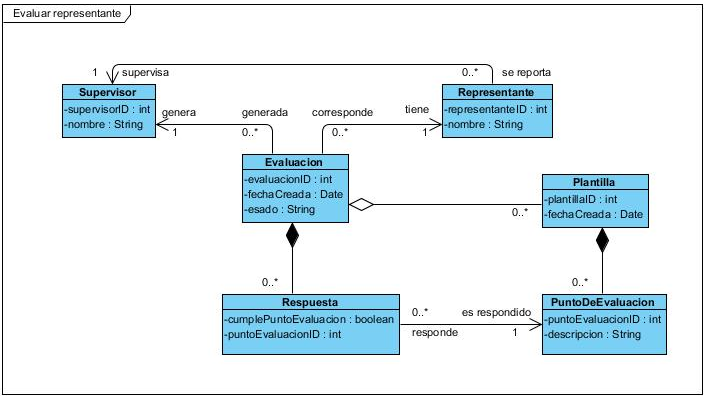 Evaluar representante
1 supervisa 0..* se reporta
Supervisor
-supervisorID : int
-nombre : String
Representante
-representanteID : int
-nombre : String
genera generada corresponde tiene
1 0..* 0..* 1
Evaluacion
-evaluacionID : int
-fechaCreada : Date
-esado : String
Plantilla
-plantillaID : int
-fechaCreada : Date
0..*
0..* 0..*
Respuesta
-cumplePuntoEvaluacion : boolean
-puntoEvaluacionID : int
0..* es respondido
responde 1
PuntoDeEvaluacion
-puntoEvaluacionID : int
-descripcion : String